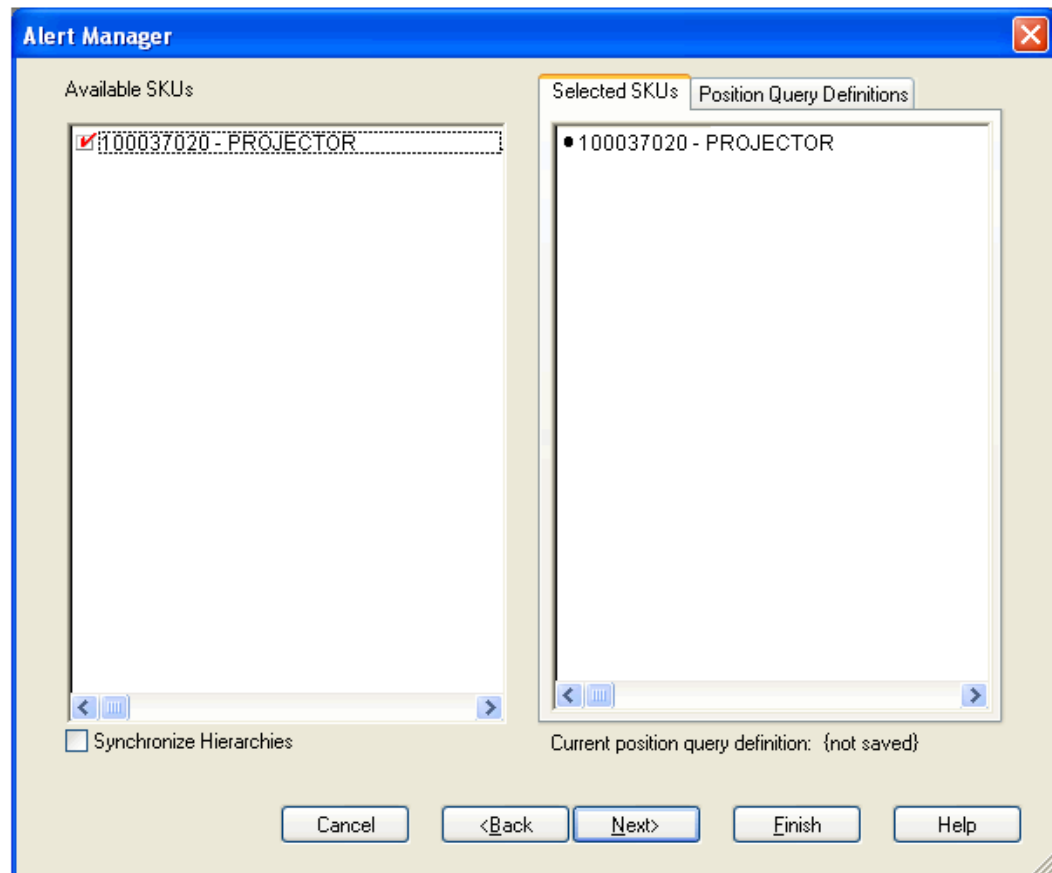 Alert Manager
Available SKUs
Selected SKUs
Position Query Definitions
100037020 - PROJECTOR
100037020 - PROJECTOR
Synchronize Hierarchies
Current position query definition: {not saved}
Cancel
<Back
Next>
Finish
Help